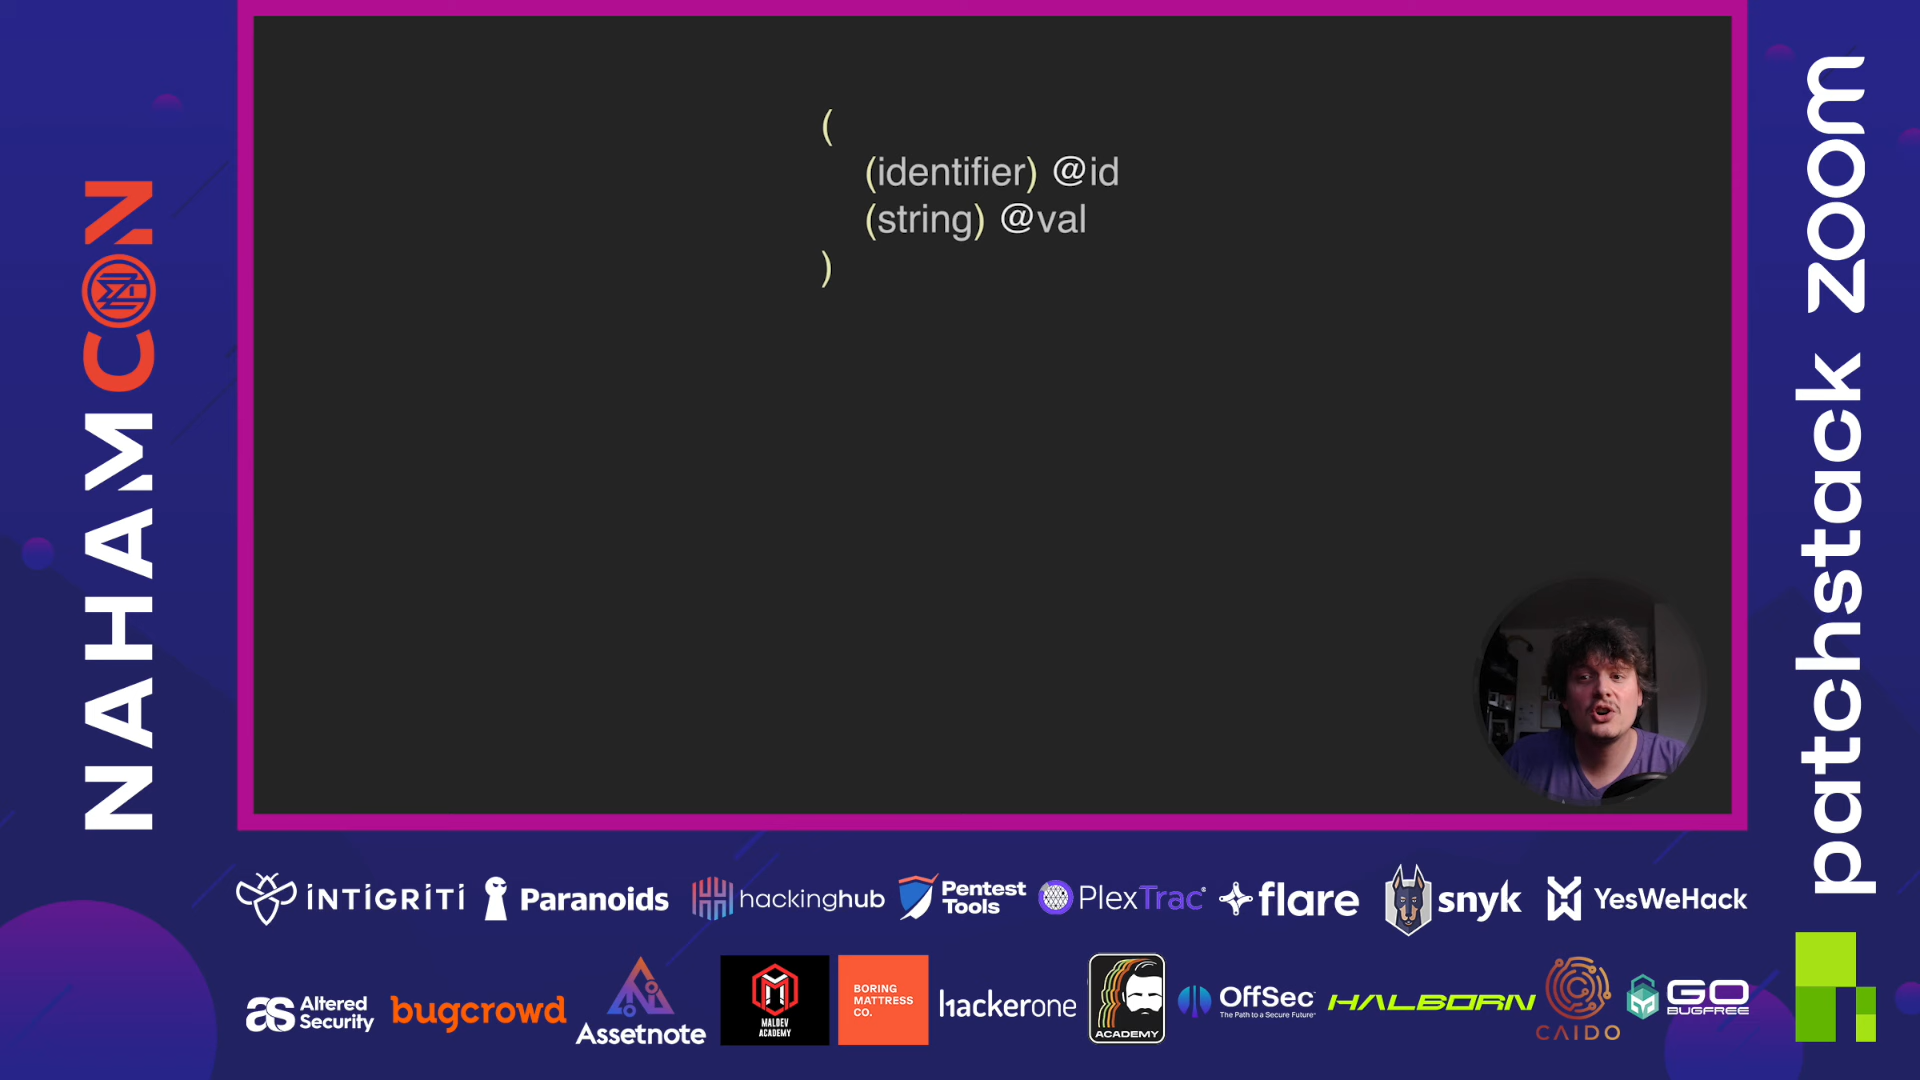 (
(identifier) @id
(string) @val
)
NAHAMCON
patchstack zoom
INTIGRITI
Paranoids
hackinghub
Pentest
Tools
PlexTrac
flare
snyk
YesWeHack
as Altered
Security
bugcrowd
Assetnote
MALDEV
ACADEMY
BORING
MATTRESS
CO.
hackerone
ACADEMY
OffSec
The Path to a Secure Future
HALBORN
CAIDO
GO
BUGFREE